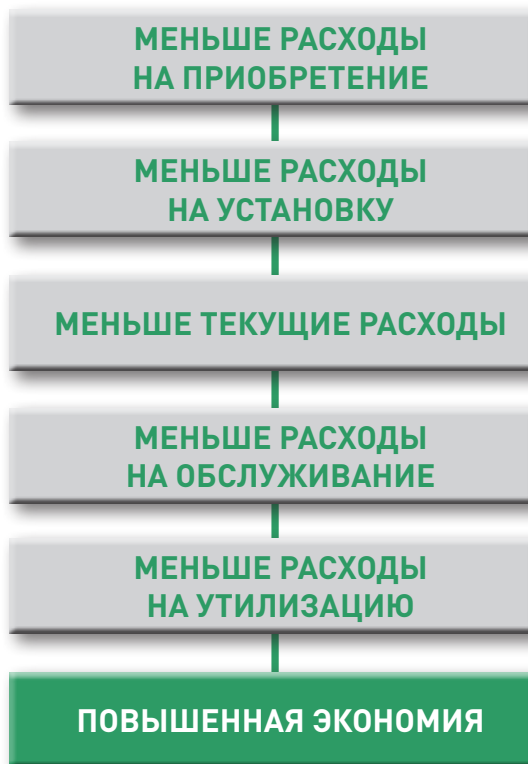 МЕНЬШЕ РАСХОДЫ
НА ПРИОБРЕТЕНИЕ
МЕНЬШЕ РАСХОДЫ
НА УСТАНОВКУ
МЕНЬШЕ ТЕКУЩИЕ РАСХОДЫ
МЕНЬШЕ РАСХОДЫ
НА ОБСЛУЖИВАНИЕ
МЕНЬШЕ РАСХОДЫ
НА УТИЛИЗАЦИЮ
ПОВЫШЕННАЯ ЭКОНОМИЯ